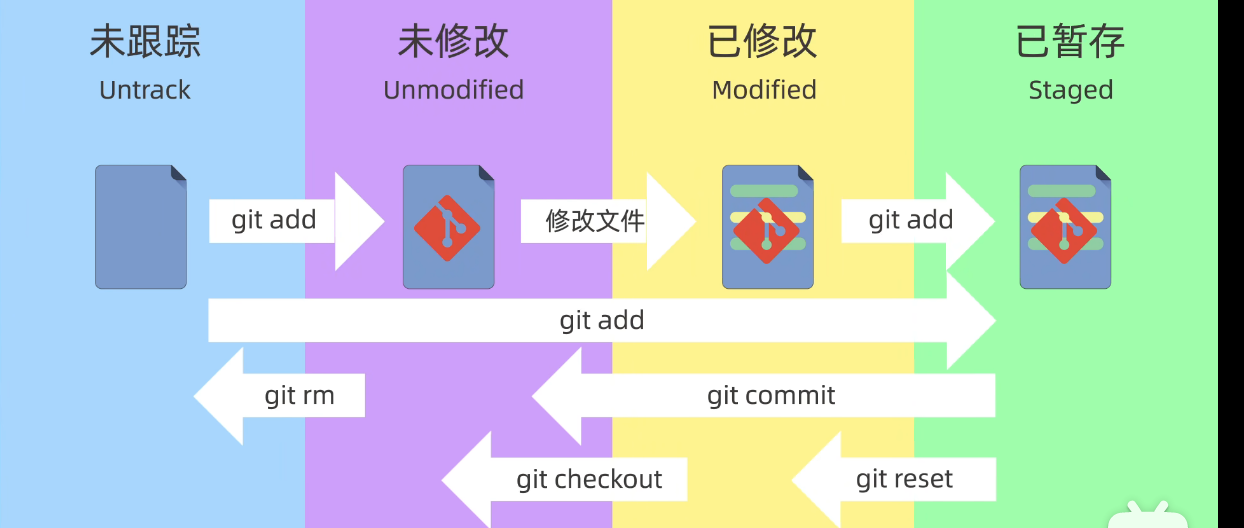 未跟踪
Untrack
未修改
Unmodified
已修改
Modified
已暂存
Staged
git add
修改文件
git add
git add
git rm
git commit
git checkout
git reset